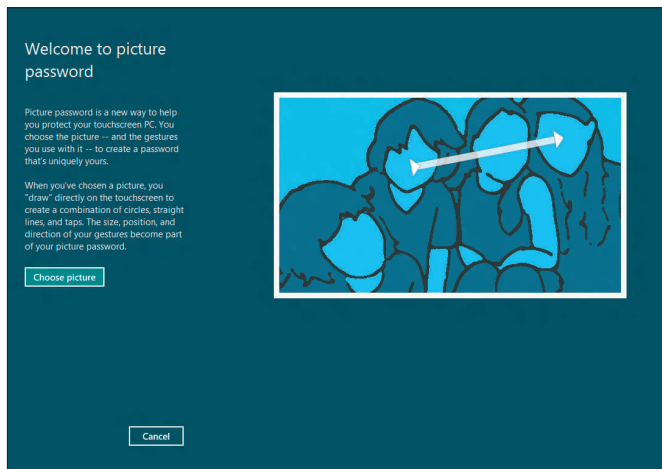 Welcome to picture
password
Picture password is a new way to help
you protect your touchscreen PC. You
choose the picture -- and the gestures
you use with it -- to create a password
that's uniquely yours.
When you've chosen a picture, you
"draw" directly on the touchscreen to
create a combination of circles, straight
lines, and taps. The size, position, and
direction of your gestures become part
of your picture password.
Choose picture
Cancel